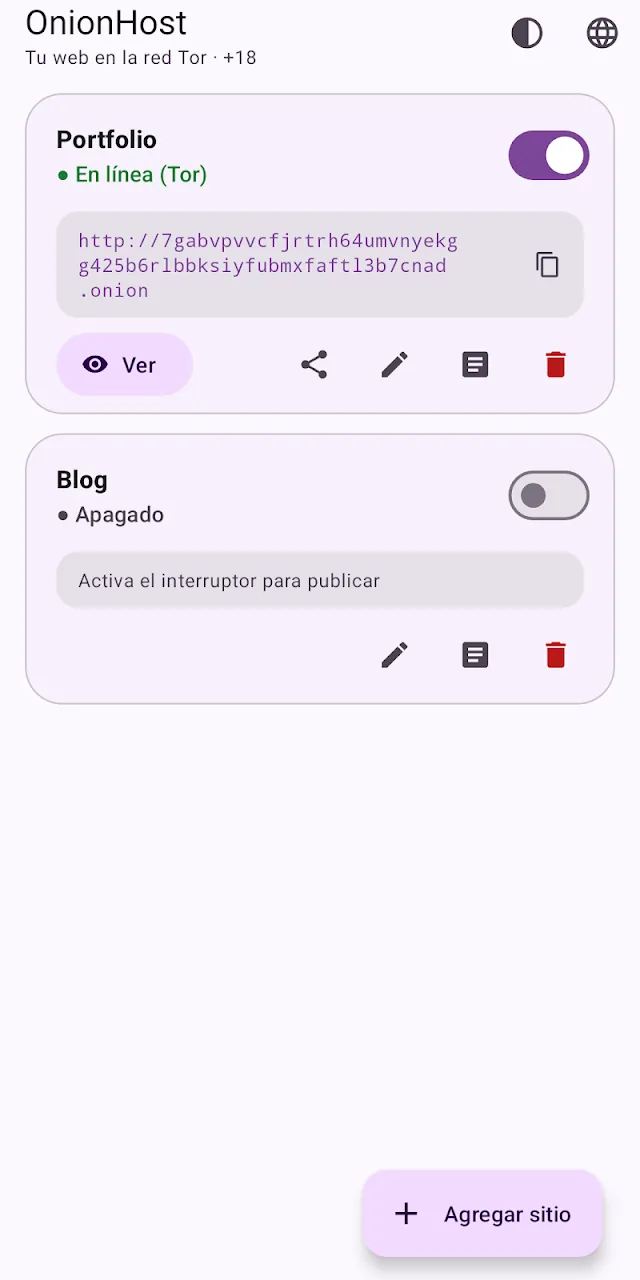 OnionHost
Tu web en la red Tor · +18
Portfolio
● En línea (Tor)
http://7gabvpvvcfjrtrh64umvnyekg
g425b6rlbbksiyfubmxfaftl3b7cnad
.onion
Ver
Blog
● Apagado
Activa el interruptor para publicar
+ Agregar sitio